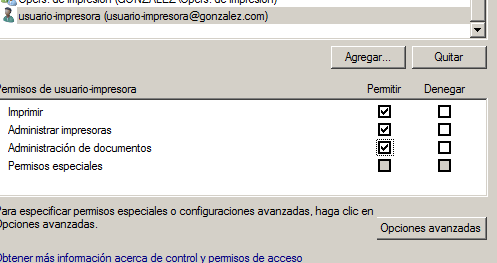 Opers. de impresión (GONZALEZ\Opers. de impresión)
usuario-impresora (usuario-impresora@gonzalez.com)
Agregar... Quitar
Permisos de usuario-impresora Permitir Denegar
Imprimir
Administrar impresoras
Administración de documentos
Permisos especiales
Para especificar permisos especiales o configuraciones avanzadas, haga clic en
Opciones avanzadas.
Opciones avanzadas
Obtener más información acerca de control y permisos de acceso